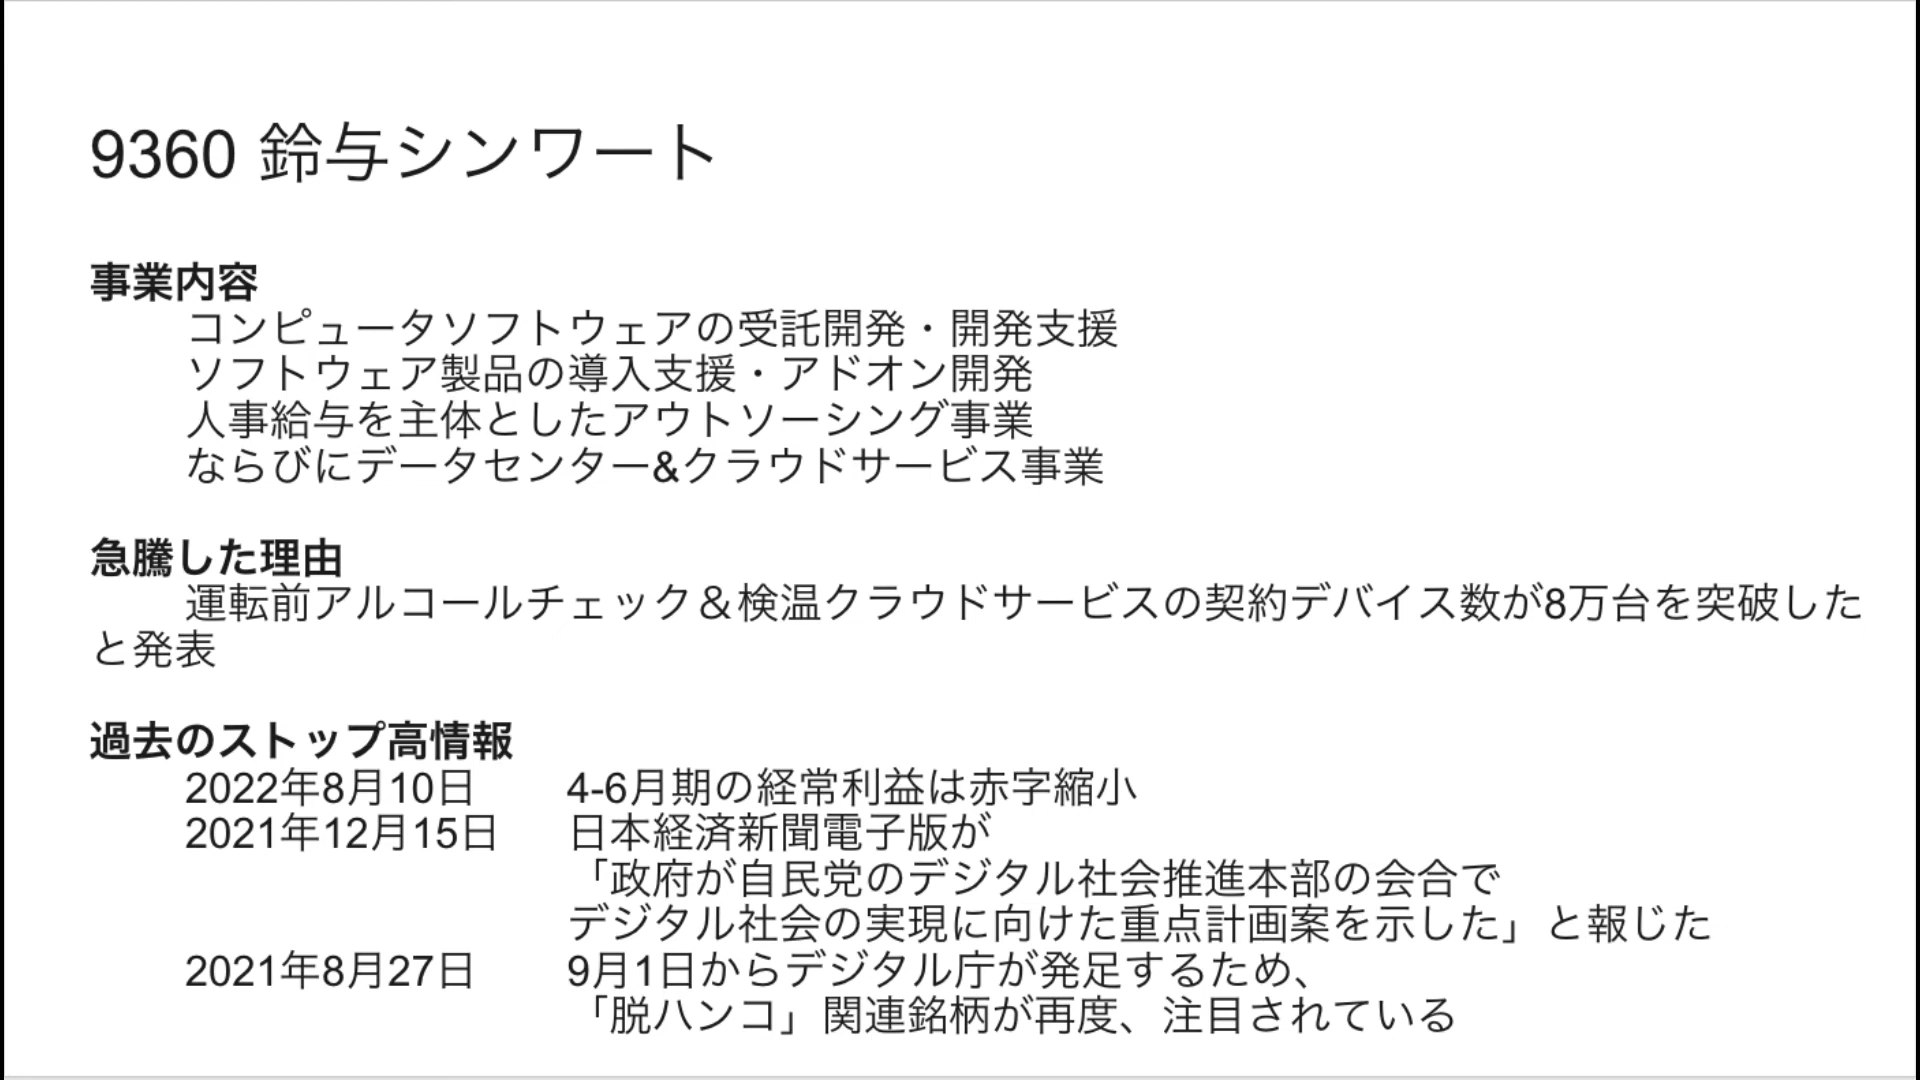 9360 鈴与シンワート
事業内容
コンピュータソフトウェアの受託開発・開発支援
ソフトウェア製品の導入支援・アドオン開発
人事給与を主体としたアウトソーシング事業
ならびにデータセンター&クラウドサービス事業
急騰した理由
運転前アルコールチェック＆検温クラウドサービスの契約デバイス数が8万台を突破した
と発表
過去のストップ高情報
2022年8月10日 4-6月期の経常利益は赤字縮小
2021年12月15日 日本経済新聞電子版が
「政府が自民党のデジタル社会推進本部の会合で
デジタル社会の実現に向けた重点計画案を示した」と報じた
2021年8月27日 9月1日からデジタル庁が発足するため、
「脱ハンコ」関連銘柄が再度、注目されている